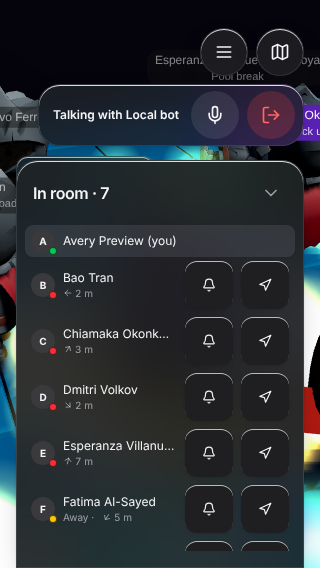 Esperanz
Pool break
vo Ferr
Talking with Local bot
Ok
ck u
n
oad
In room · 7
A
Avery Preview (you)
B
Bao Tran
← 2 m
C
Chiamaka Okonk...
↗ 3 m
D
Dmitri Volkov
↘ 2 m
E
Esperanza Villanu...
↑ 7 m
F
Fatima Al-Sayed
Away · ↙ 5 m